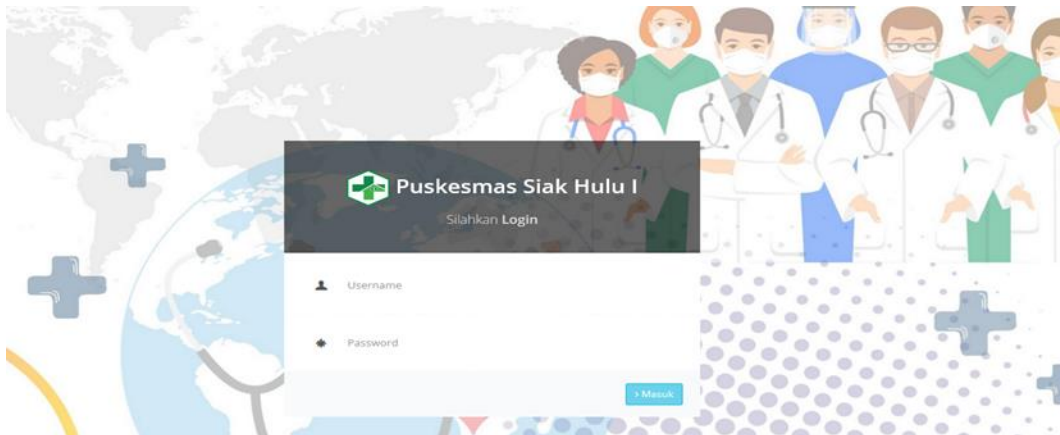 Puskesmas Siak Hulu I
Silahkan Login
Username
Password
> Masuk